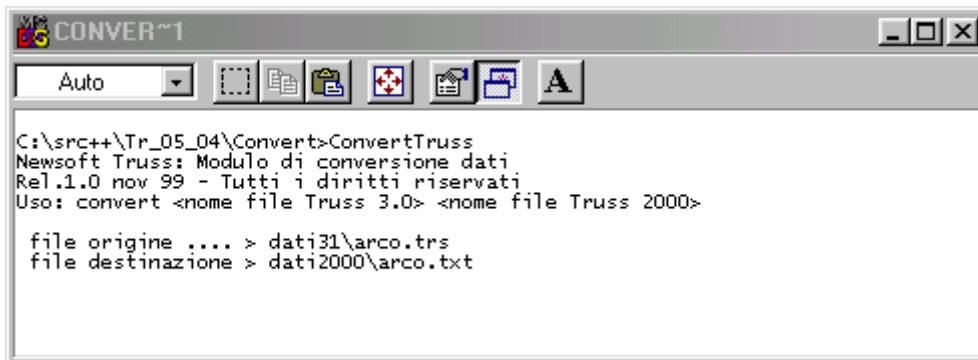 CONVER~1
Auto
A
C:\src++\Tr_05_04\Convert>ConvertTruss
Newsoft Truss: Modulo di conversione dati
Rel.1.0 nov 99 - Tutti i diritti riservati
Uso: convert <nome file Truss 3.0> <nome file Truss 2000>
file origine .... > dati31\arco.trs
file destinazione > dati2000\arco.txt